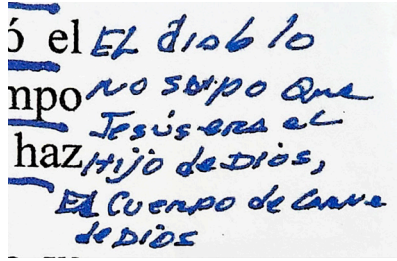 ó el EL diablo
mpo no supo que
Jesús era el
haz Hijo de Dios,
El Cuerpo de Carne
de Dios